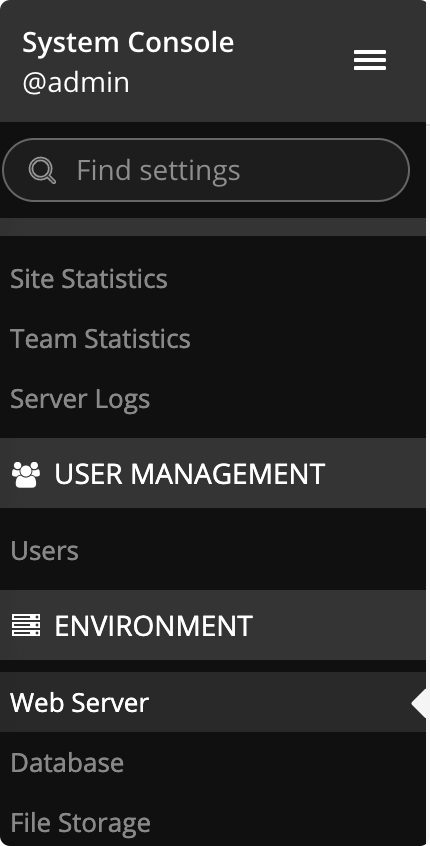 System Console
@admin
Find settings
Site Statistics
Team Statistics
Server Logs
USER MANAGEMENT
Users
ENVIRONMENT
Web Server
Database
File Storage